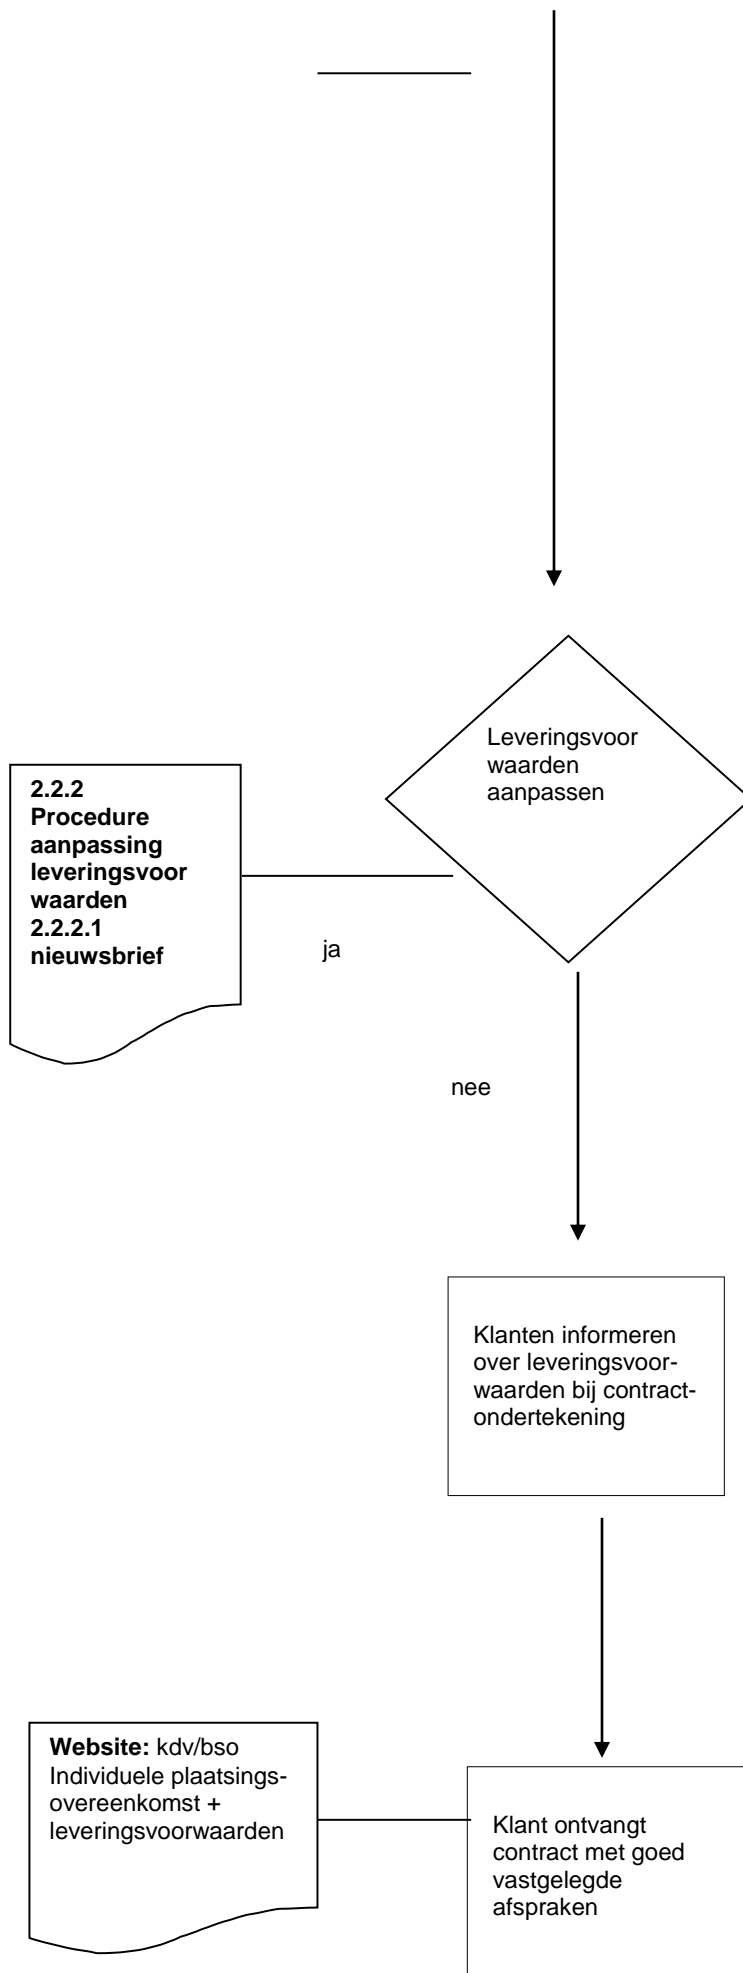 Leveringsvoor
waarden
aanpassen
2.2.2
Procedure
aanpassing
leveringsvoor
waarden
2.2.2.1
nieuwsbrief
ja
nee
Klanten informeren
over leveringsvoor-
waarden bij contract-
ondertekening
Website: kdv/bso
Individuele plaatsings-
overeenkomst +
leveringsvoorwaarden
Klant ontvangt
contract met goed
vastgelegde
afspraken